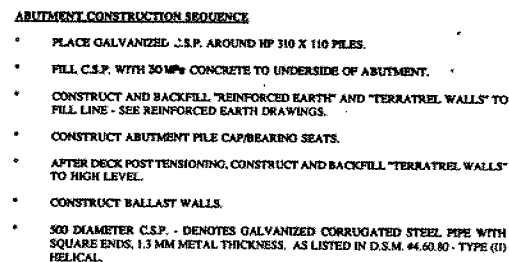 ABUTMENT CONSTRUCTION SEQUENCE
* PLACE GALVANIZED C.S.P. AROUND HP 310 X 110 PILES.
* FILL C.S.P. WITH 30 MPa CONCRETE TO UNDERSIDE OF ABUTMENT.
* CONSTRUCT AND BACKFILL "REINFORCED EARTH" AND "TERRATREL WALLS" TO
FILL LINE - SEE REINFORCED EARTH DRAWINGS.
* CONSTRUCT ABUTMENT PILE CAP/BEARING SEATS.
* AFTER DECK POST TENSIONING, CONSTRUCT AND BACKFILL "TERRATREL WALLS"
TO HIGH LEVEL.
* CONSTRUCT BALLAST WALLS.
* 500 DIAMETER C.S.P. - DENOTES GALVANIZED CORRUGATED STEEL PIPE WITH
SQUARE ENDS, 1.3 MM METAL THICKNESS. AS LISTED IN D.S.M. #4.60.80 - TYPE (II)
HELICAL.